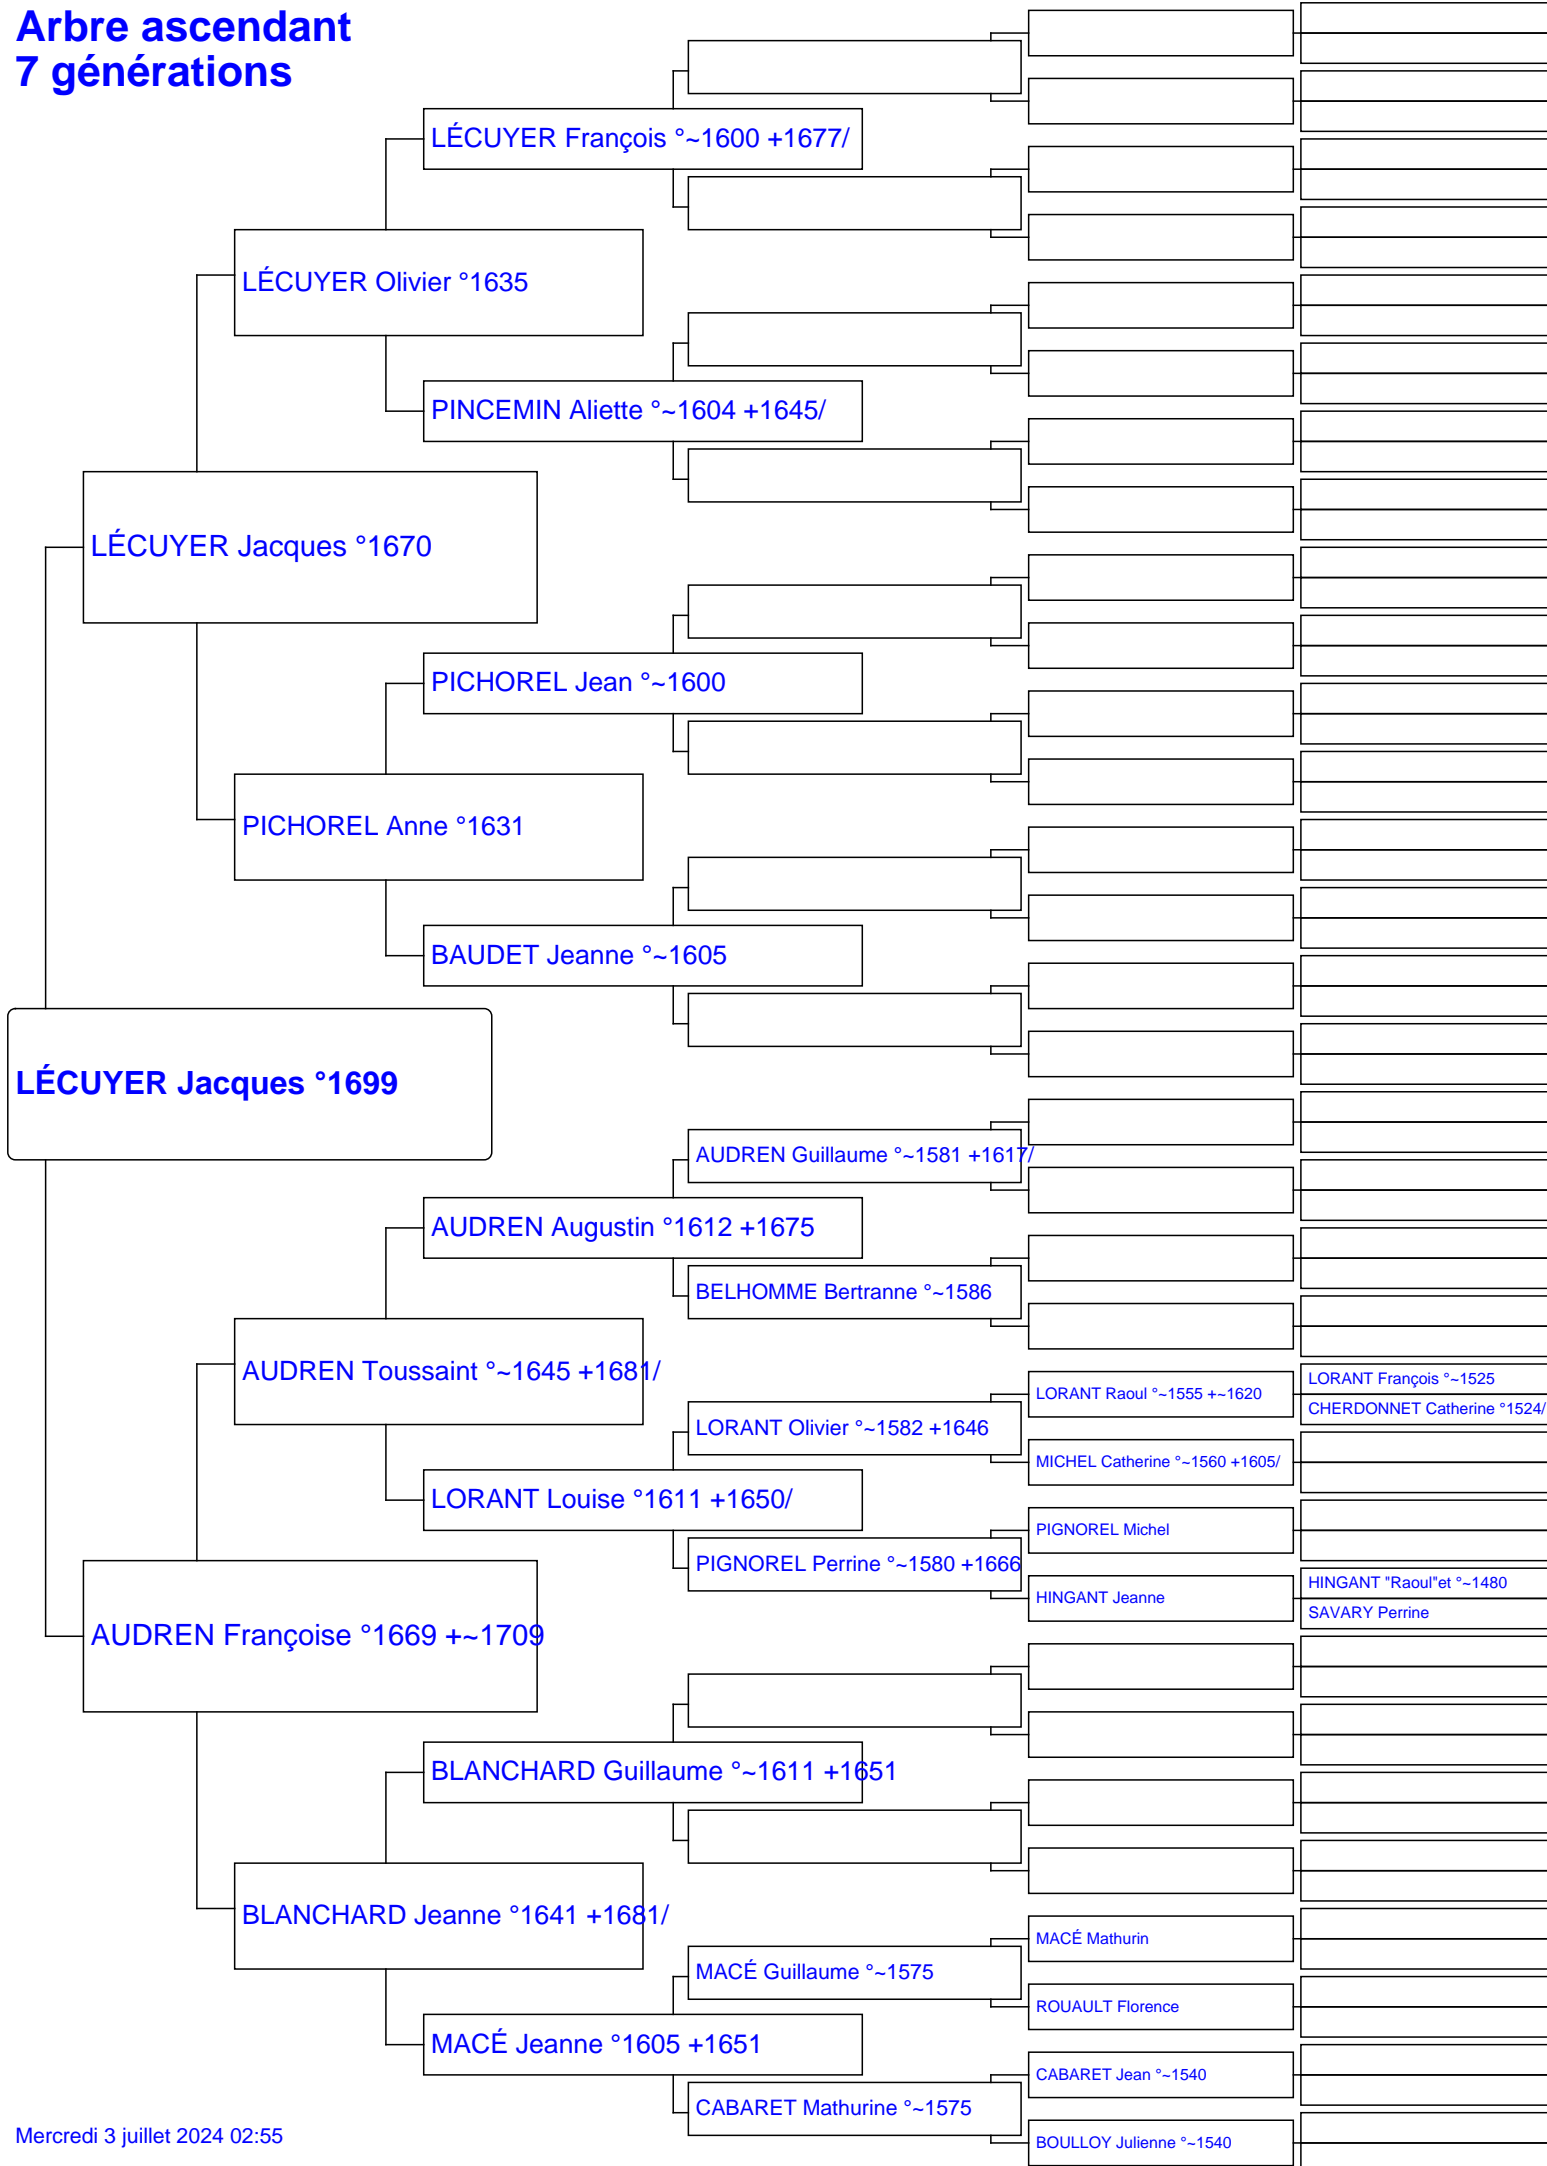 Arbre ascendant
7 générations
LÉCUYER François °~1600 +1677/
LÉCUYER Olivier °1635
PINCEMIN Aliette °~1604 +1645/
LÉCUYER Jacques °1670
PICHOREL Jean °~1600
PICHOREL Anne °1631
BAUDET Jeanne °~1605
LÉCUYER Jacques °1699
AUDREN Guillaume °~1581 +1617/
AUDREN Augustin °1612 +1675
BELHOMME Bertranne °~1586
AUDREN Toussaint °~1645 +1681/
LORANT François °~1525
LORANT Raoul °~1555 +~1620
CHERDONNET Catherine °1524/
LORANT Olivier °~1582 +1646
MICHEL Catherine °~1560 +1605/
LORANT Louise °1611 +1650/
PIGNOREL Michel
PIGNOREL Perrine °~1580 +1666
HINGANT "Raoul"et °~1480
HINGANT Jeanne
SAVARY Perrine
AUDREN Françoise °1669 +~1709
BLANCHARD Guillaume °~1611 +1651
BLANCHARD Jeanne °1641 +1681/
MACÉ Mathurin
MACÉ Guillaume °~1575
ROUAULT Florence
MACÉ Jeanne °1605 +1651
CABARET Jean °~1540
CABARET Mathurine °~1575
BOULLOY Julienne °~1540
Mercredi 3 juillet 2024 02:55